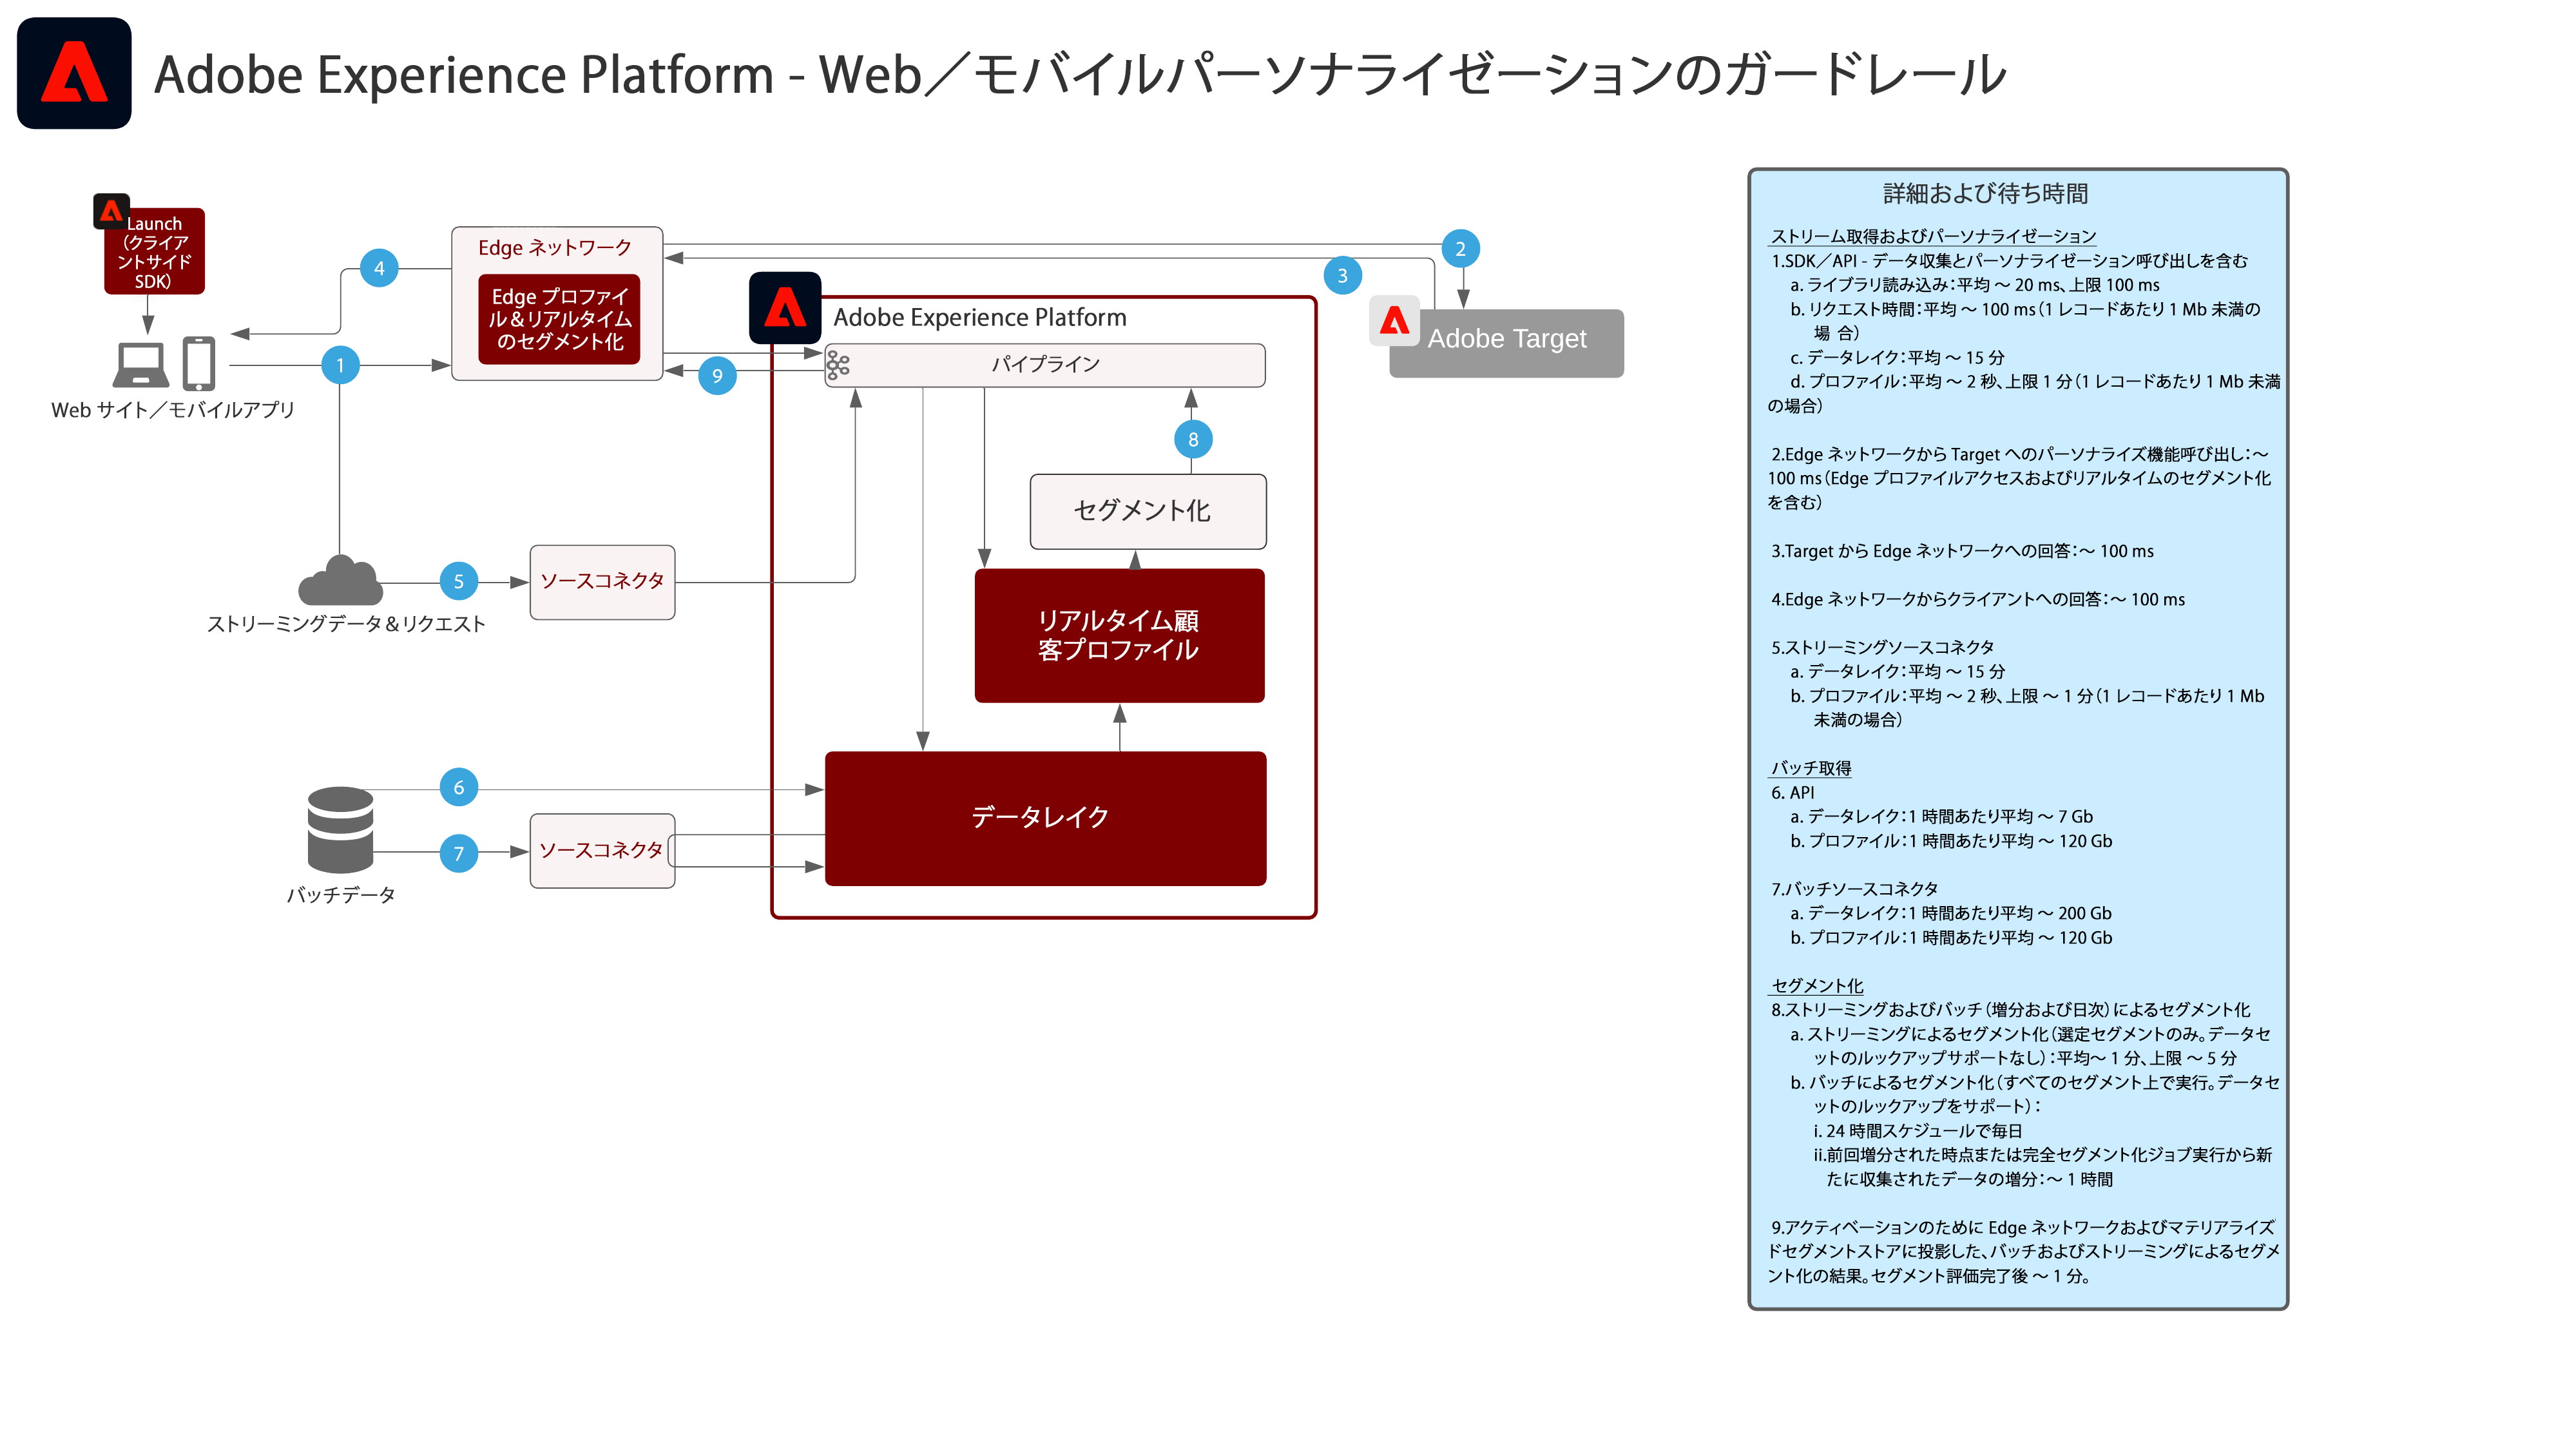 Adobe Experience Platform - Web／モバイルパーソナライゼーションのガードレール
Launch
（クライア
ントサイド
SDK）
Web サイト／モバイルアプリ
4
1
Edge ネットワーク
Edge プロファイ
ル＆リアルタイム
のセグメント化
2
3
9
Adobe Experience Platform
パイプライン
Adobe Target
8
セグメント化
5
ソースコネクタ
ストリーミングデータ＆リクエスト
リアルタイム顧
客プロファイル
6
データレイク
7
ソースコネクタ
バッチデータ
詳細および待ち時間
ストリーム取得およびパーソナライゼーション
1.SDK／API - データ収集とパーソナライゼーション呼び出しを含む
a. ライブラリ読み込み：平均 ～ 20 ms、上限 100 ms
b. リクエスト時間：平均 ～ 100 ms（1 レコードあたり 1 Mb 未満の
場 合）
c. データレイク：平均 ～ 15 分
d. プロファイル：平均 ～ 2 秒、上限 1 分（1 レコードあたり 1 Mb 未満
の場合）
2.Edge ネットワークから Target へのパーソナライズ機能呼び出し：～
100 ms（Edge プロファイルアクセスおよびリアルタイムのセグメント化
を含む）
3.Target から Edge ネットワークへの回答：～ 100 ms
4.Edge ネットワークからクライアントへの回答：～ 100 ms
5.ストリーミングソースコネクタ
a. データレイク：平均 ～ 15 分
b. プロファイル：平均 ～ 2 秒、上限 ～ 1 分（1 レコードあたり 1 Mb
未満の場合）
バッチ取得
6. API
a. データレイク：1 時間あたり平均 ～ 7 Gb
b. プロファイル：1 時間あたり平均 ～ 120 Gb
7.バッチソースコネクタ
a. データレイク：1 時間あたり平均 ～ 200 Gb
b. プロファイル：1 時間あたり平均 ～ 120 Gb
セグメント化
8.ストリーミングおよびバッチ（増分および日次）によるセグメント化
a. ストリーミングによるセグメント化（選定セグメントのみ。データセ
ットのルックアップサポートなし）：平均～ 1 分、上限 ～ 5 分
b. バッチによるセグメント化（すべてのセグメント上で実行。データセ
ットのルックアップをサポート）：
i. 24 時間スケジュールで毎日
ii.前回増分された時点または完全セグメント化ジョブ実行から新
たに収集されたデータの増分：～ 1 時間
9.アクティベーションのために Edge ネットワークおよびマテリアライズ
ドセグメントストアに投影した、バッチおよびストリーミングによるセグメ
ント化の結果。セグメント評価完了後 ～ 1 分。